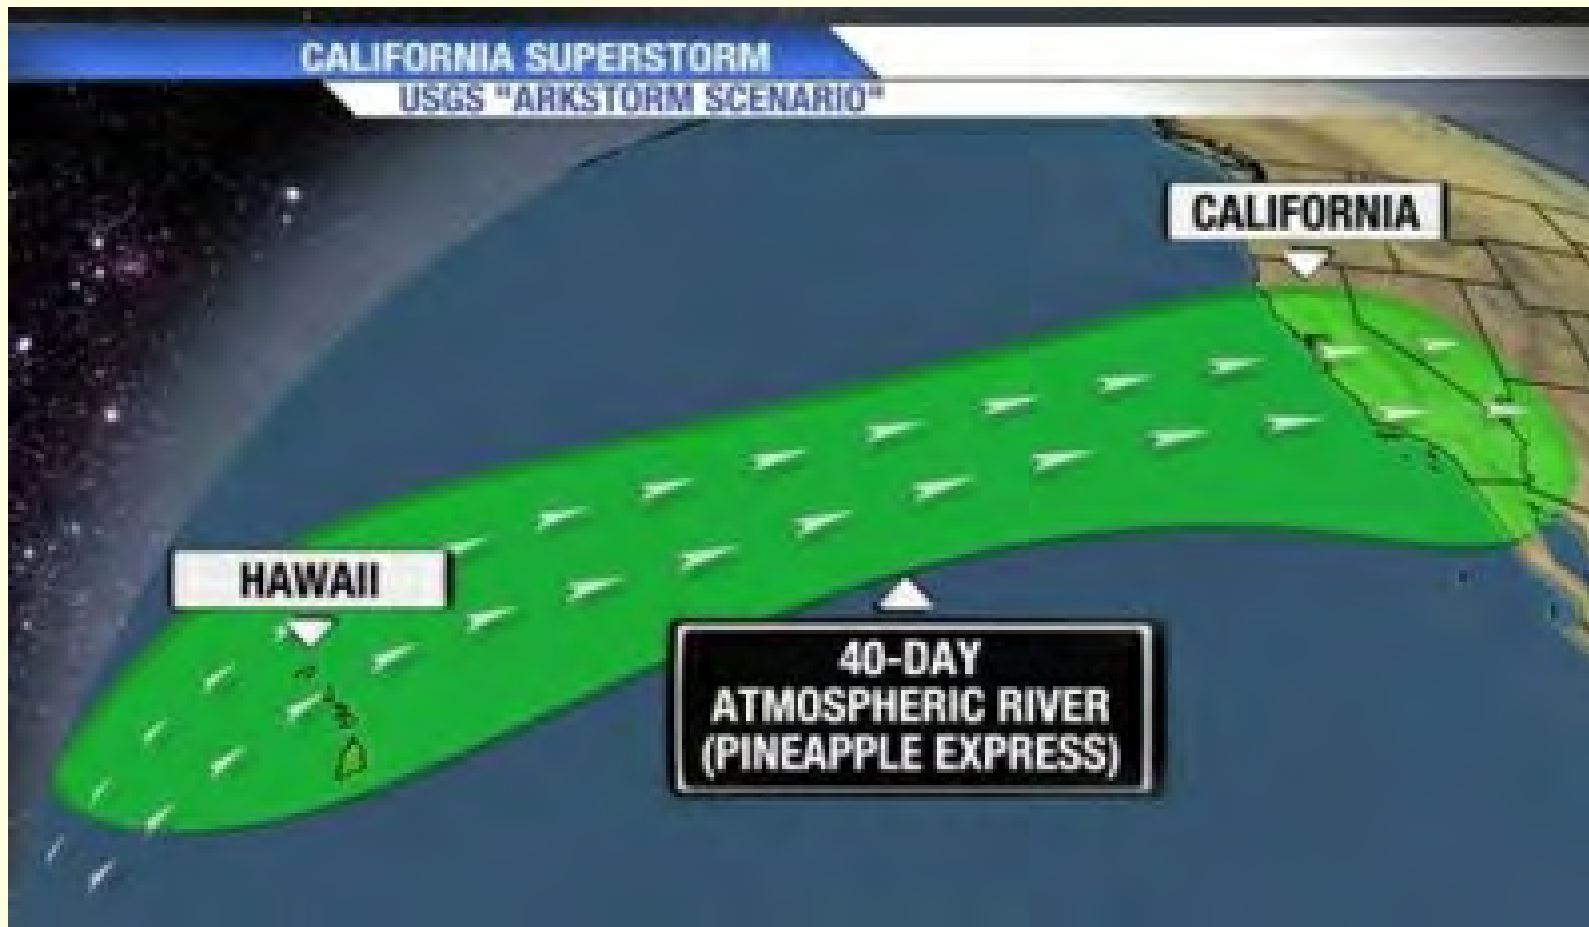 CALIFORNIA SUPERSTORM
USGS "ARKSTORM SCENARIO"
CALIFORNIA
HAWAII
40-DAY
ATMOSPHERIC RIVER
(PINEAPPLE EXPRESS)